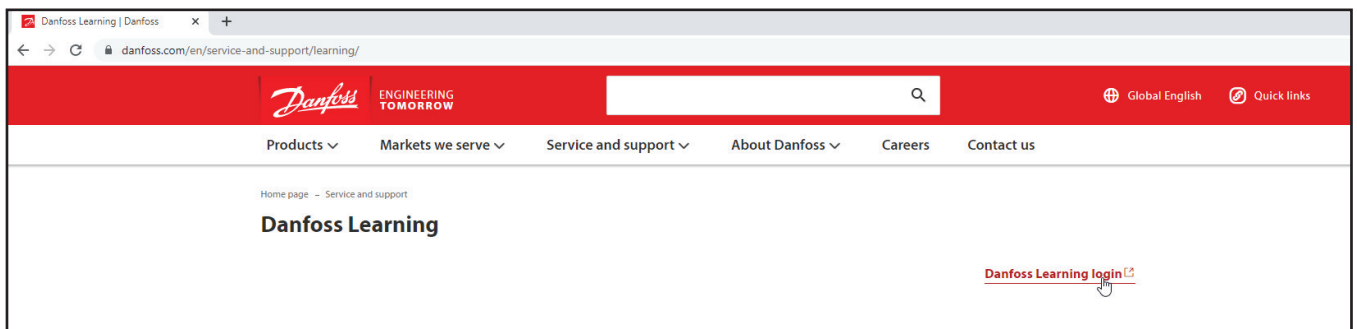 Danfoss Learning | Danfoss
danfoss.com/en/service-and-support/learning/
Danfoss ENGINEERING TOMORROW
Global English Quick links
Products Markets we serve Service and support About Danfoss Careers Contact us
Home page – Service and support
Danfoss Learning
Danfoss Learning login